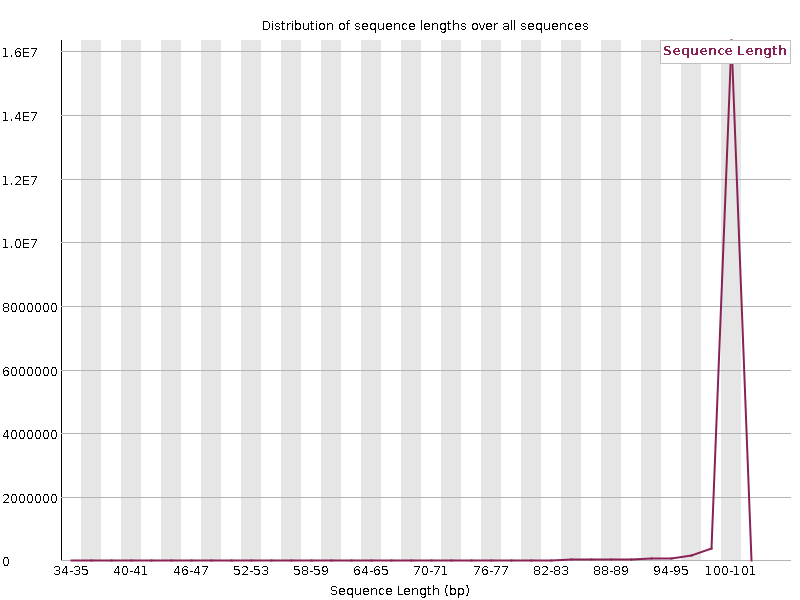 Distribution of sequence lengths over all sequences
Sequence Length
1.6E7
1.4E7
1.2E7
1.0E7
8000000
6000000
4000000
2000000
0
34-35 40-41 46-47 52-53 58-59 64-65 70-71 76-77 82-83 88-89 94-95 100-101
Sequence Length (bp)